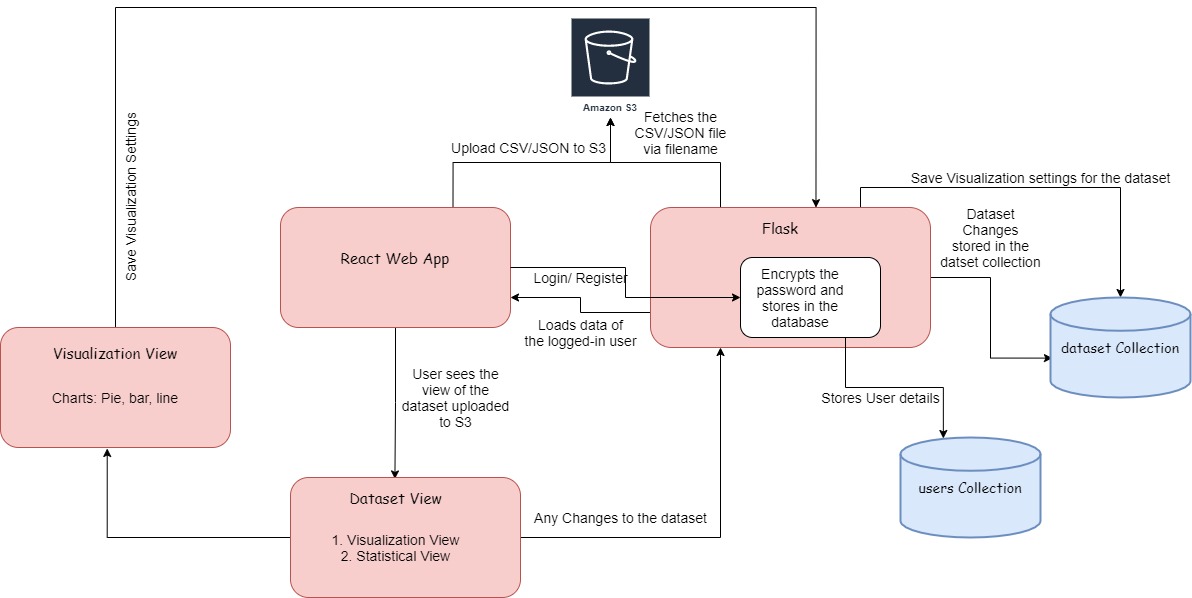 Amazon S3
Fetches the
CSV/JSON file
via filename
Upload CSV/JSON to S3
Save Visualization Settings
Save Visualization settings for the dataset
React Web App
Flask
Dataset
Changes
stored in the
datset collection
Login/ Register
Encrypts the
password and
stores in the
database
Loads data of
the logged-in user
dataset Collection
Visualization View
Charts: Pie, bar, line
User sees the
view of the
dataset uploaded
to S3
Stores User details
users Collection
Dataset View
1. Visualization View
2. Statistical View
Any Changes to the dataset